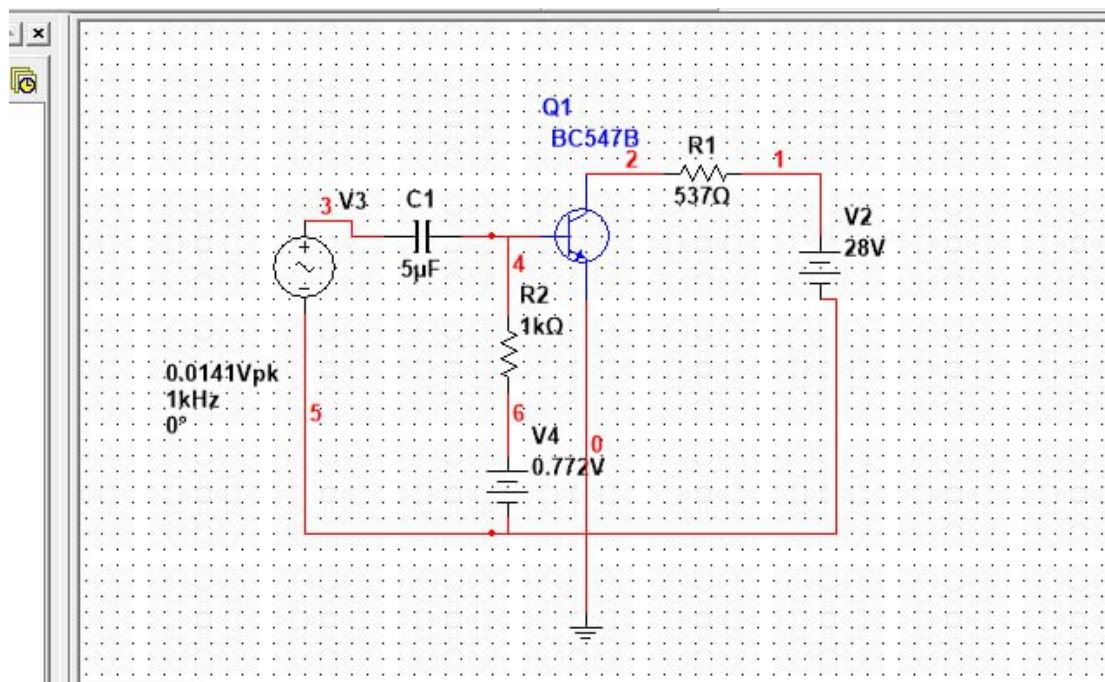 Q1
BC547B
2
R1
1
537Ω
3
V3
C1
V2
28V
4
5µF
R2
1kΩ
0.0141Vpk
1kHz
0°
5
6
V4
0
0.772V